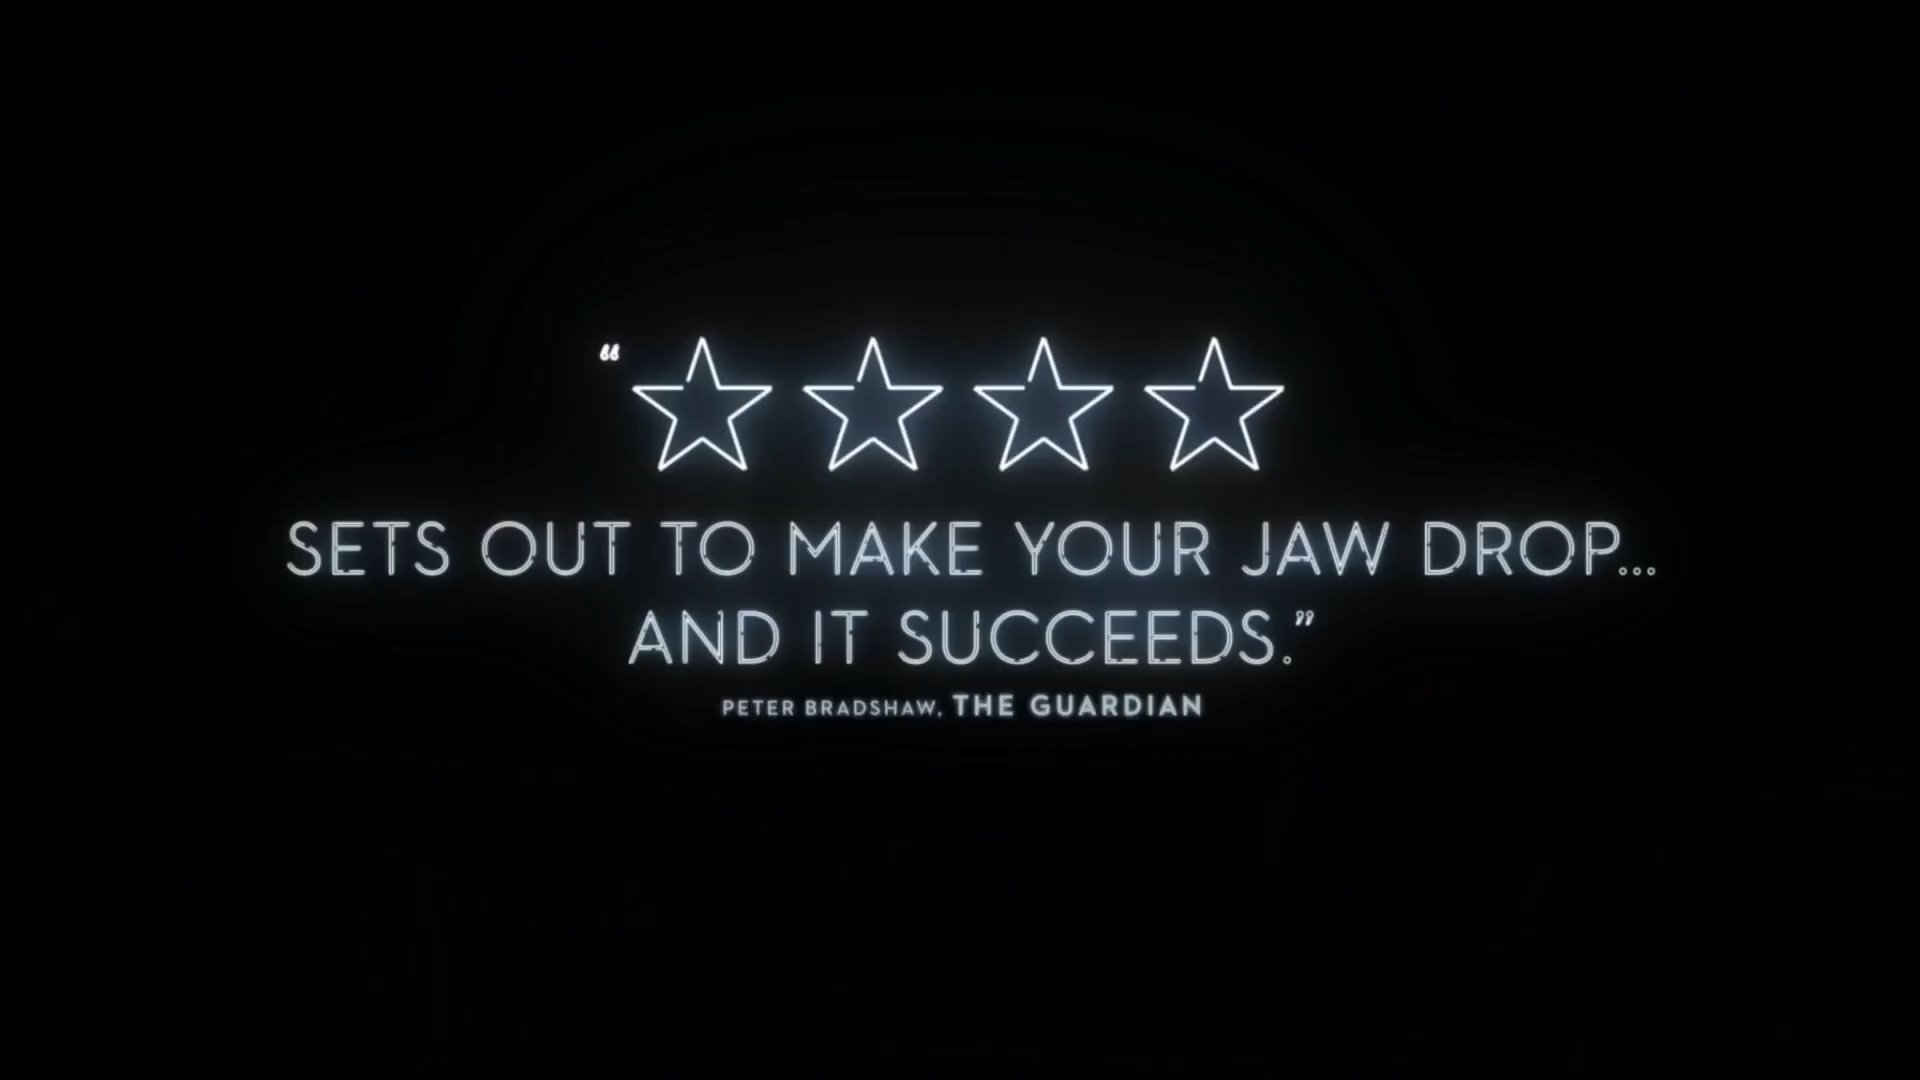 “☆ ☆ ☆ ☆
SETS OUT TO MAKE YOUR JAW DROP...
AND IT SUCCEEDS.”
PETER BRADSHAW, THE GUARDIAN